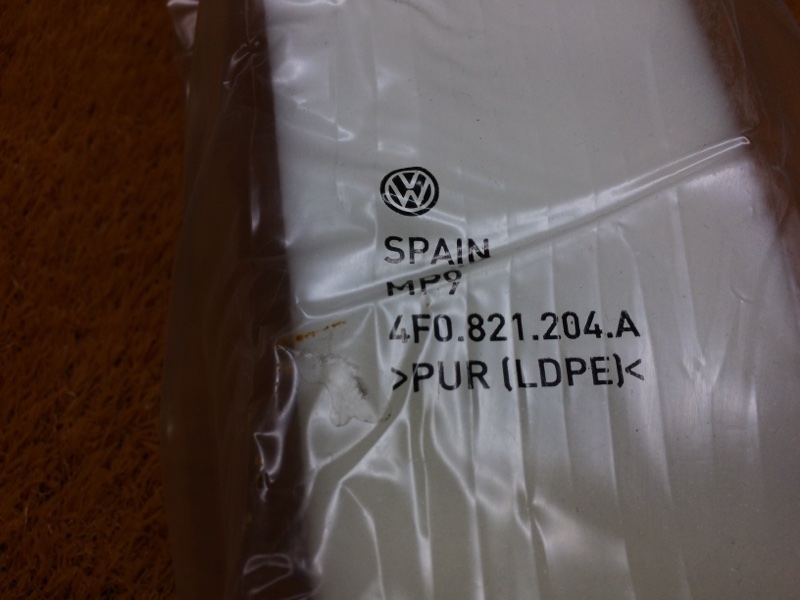 SPAIN
MP9
4F0.821.204.A
>PUR (LDPE)<